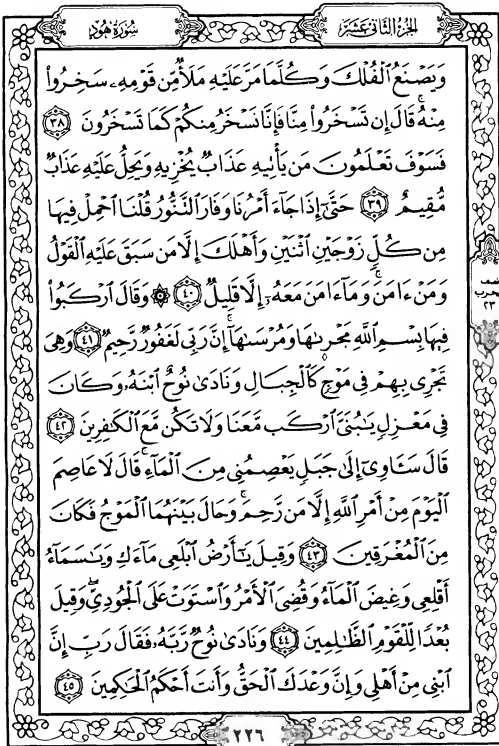 الجزء الثاني عشر
سورة هود
وَيَصْنَعُ ٱلْفُلْكَ وَكُلَّمَا مَرَّ عَلَيْهِ مَلَأٌ مِّن قَوْمِهِۦ سَخِرُوا۟
مِنْهُ ۚ قَالَ إِن تَسْخَرُوا۟ مِنَّا فَإِنَّا نَسْخَرُ مِنكُمْ كَمَا تَسْخَرُونَ ٣٨
فَسَوْفَ تَعْلَمُونَ مَن يَأْتِيهِ عَذَابٌ يُخْزِيهِ وَيَحِلُّ عَلَيْهِ عَذَابٌ
مُّقِيمٌ ٣٩ حَتَّىٰٓ إِذَا جَآءَ أَمْرُنَا وَفَارَ ٱلتَّنُّورُ قُلْنَا ٱحْمِلْ فِيهَا
مِن كُلٍّ زَوْجَيْنِ ٱثْنَيْنِ وَأَهْلَكَ إِلَّا مَن سَبَقَ عَلَيْهِ ٱلْقَوْلُ
وَمَنْ ءَامَنَ ۚ وَمَآ ءَامَنَ مَعَهُۥٓ إِلَّا قَلِيلٌ ٤٠ ۞ وَقَالَ ٱرْكَبُوا۟
فِيهَا بِسْمِ ٱللَّهِ مَجْر۪ىٰهَا وَمُرْسَىٰهَآ ۚ إِنَّ رَبِّى لَغَفُورٌ رَّحِيمٌ ٤١ وَهِىَ
تَجْرِى بِهِمْ فِى مَوْجٍ كَٱلْجِبَالِ وَنَادَىٰ نُوحٌ ٱبْنَهُۥ وَكَانَ
فِى مَعْزِلٍ يَٰبُنَىَّ ٱرْكَب مَّعَنَا وَلَا تَكُن مَّعَ ٱلْكَٰفِرِينَ ٤٢
قَالَ سَـَٔاوِىٓ إِلَىٰ جَبَلٍ يَعْصِمُنِى مِنَ ٱلْمَآءِ ۚ قَالَ لَا عَاصِمَ
ٱلْيَوْمَ مِنْ أَمْرِ ٱللَّهِ إِلَّا مَن رَّحِمَ ۚ وَحَالَ بَيْنَهُمَا ٱلْمَوْجُ فَكَانَ
مِنَ ٱلْمُغْرَقِينَ ٤٣ وَقِيلَ يَٰٓأَرْضُ ٱبْلَعِى مَآءَكِ وَيَٰسَمَآءُ
أَقْلِعِى وَغِيضَ ٱلْمَآءُ وَقُضِىَ ٱلْأَمْرُ وَٱسْتَوَتْ عَلَى ٱلْجُودِىِّ ۖ وَقِيلَ
بُعْدًا لِّلْقَوْمِ ٱلظَّٰلِمِينَ ٤٤ وَنَادَىٰ نُوحٌ رَّبَّهُۥ فَقَالَ رَبِّ إِنَّ
ٱبْنِى مِنْ أَهْلِى وَإِنَّ وَعْدَكَ ٱلْحَقُّ وَأَنتَ أَحْكَمُ ٱلْحَٰكِمِينَ ٤٥
٢٢٦